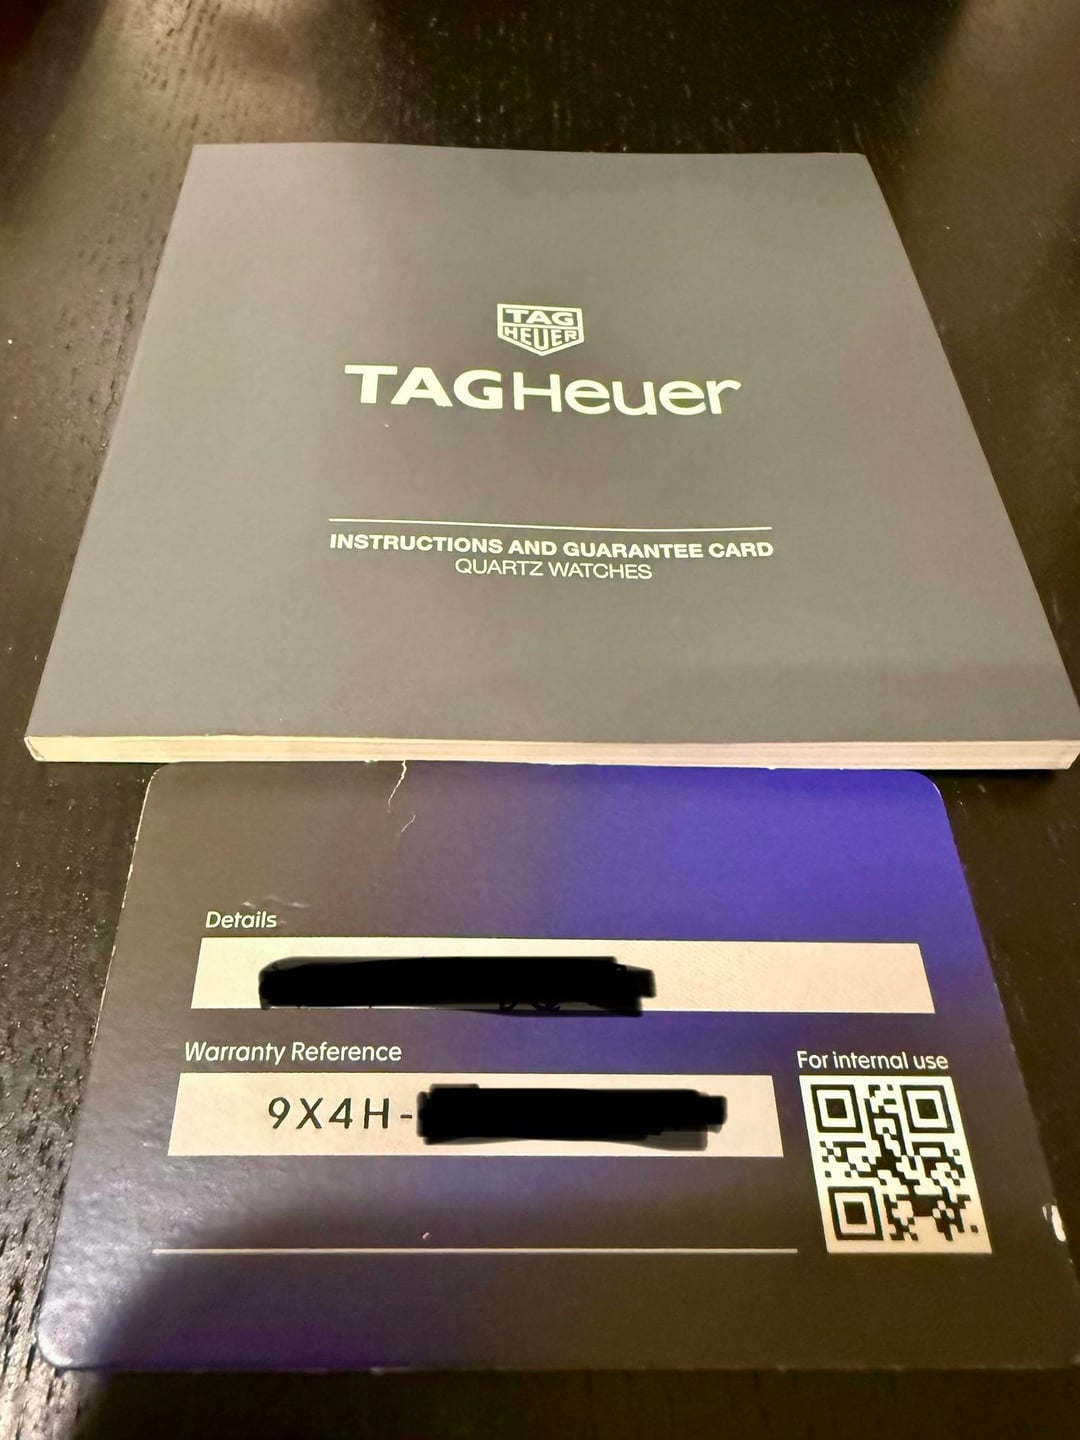 TAG
HEUER
TAGHeuer
INSTRUCTIONS AND GUARANTEE CARD
QUARTZ WATCHES
Details
Warranty Reference
9X4H-
For internal use